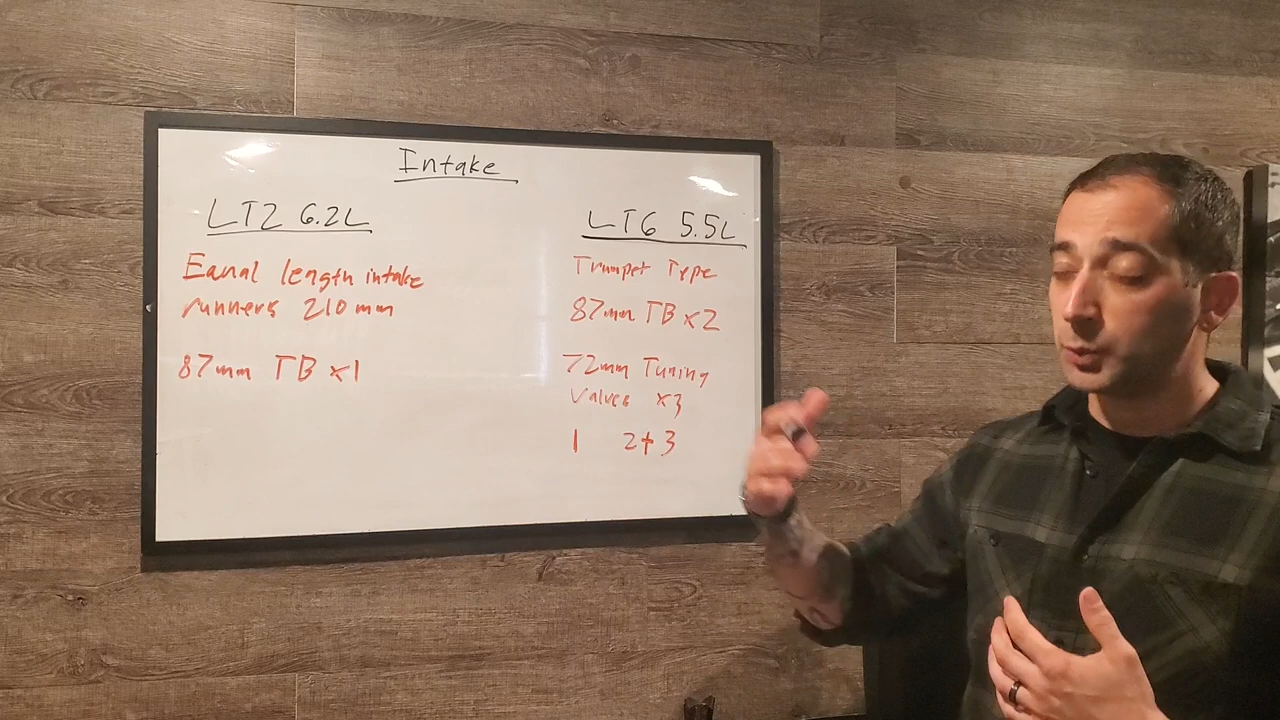 Intake
LT2 6.2L
Equal length intake
runners 210mm
87mm TB x1
LT6 5.5L
Trumpet Type
87mm TB x2
72mm Tuning
Valves x3
1 2+3